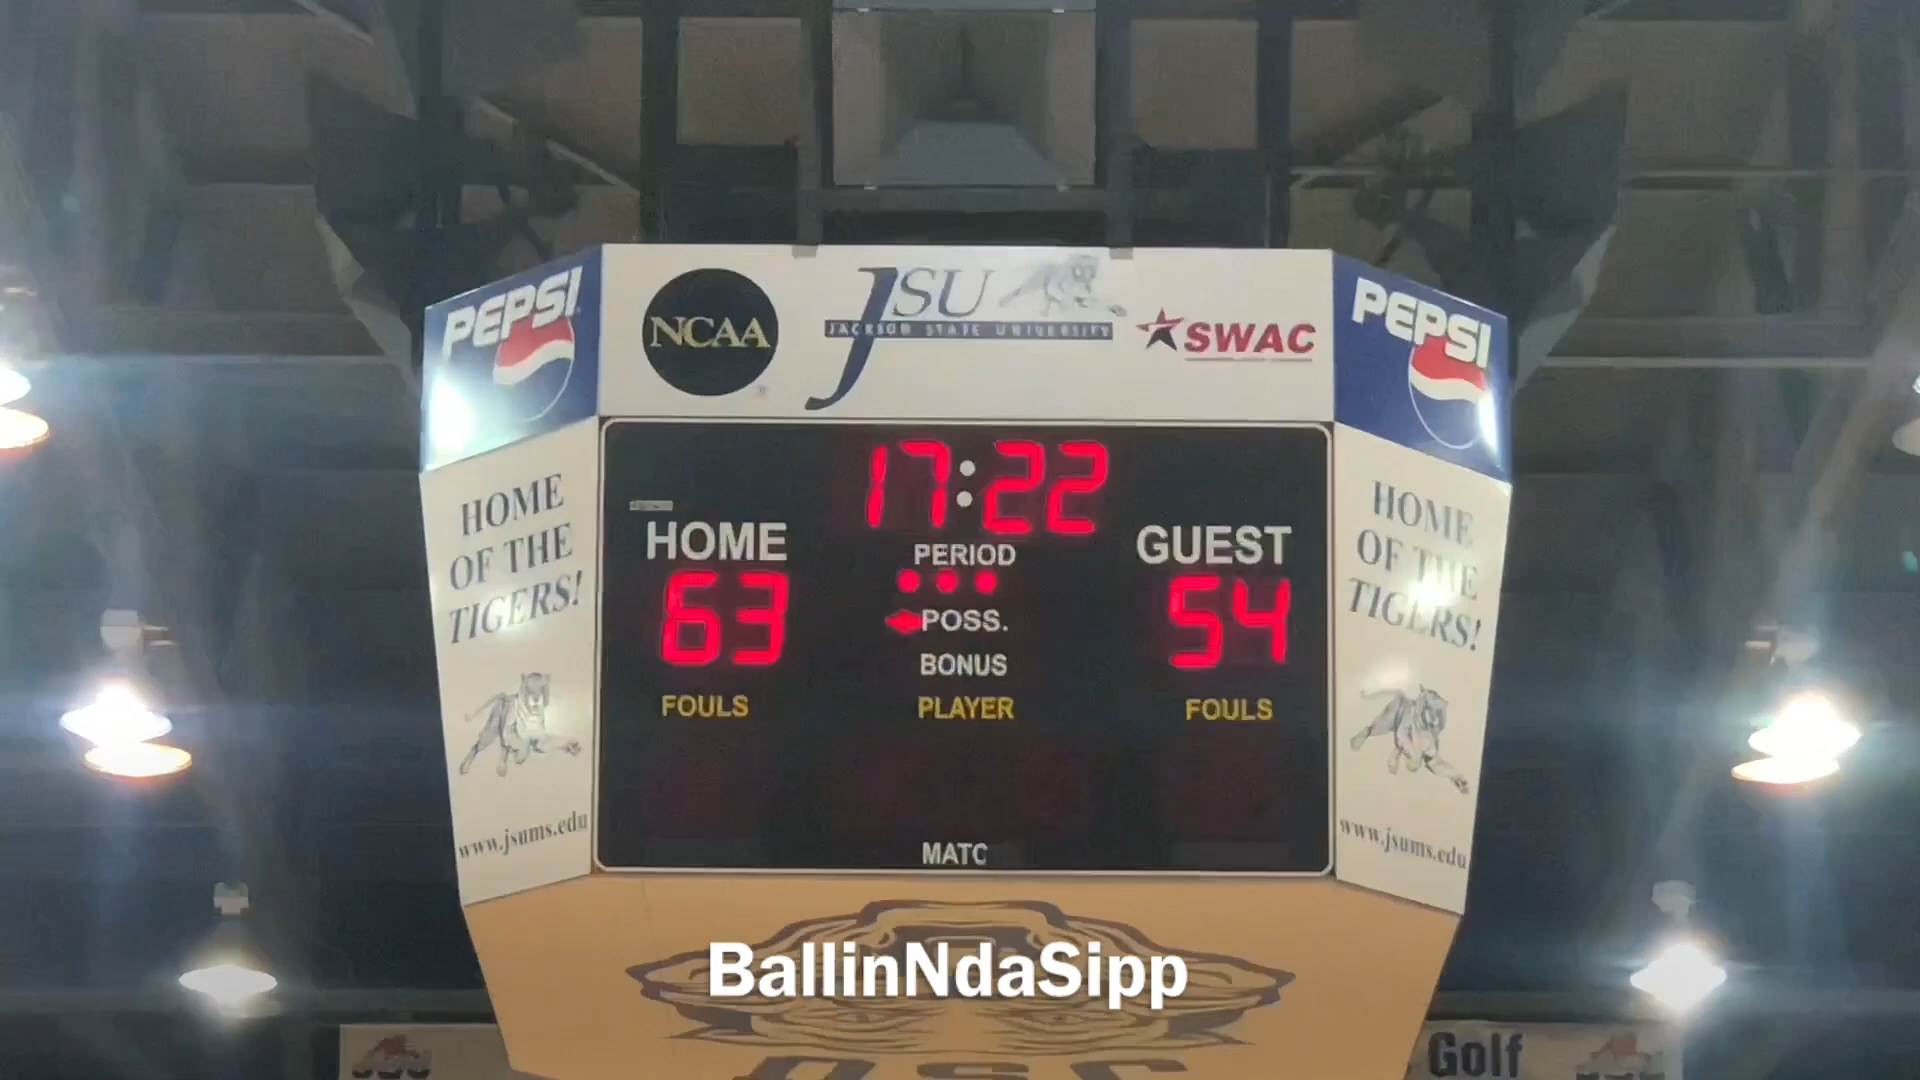 PEPSI
NCAA
JSU
JACKSON STATE UNIVERSITY
SWAC
PEPSI
HOME
OF THE
TIGERS!
www.jsums.edu
17:22
HOME
PERIOD
GUEST
63
54
POSS.
BONUS
FOULS
PLAYER
FOULS
MATC
HOME
OF THE
TIGERS!
www.jsums.edu
BallinNdaSipp
Golf